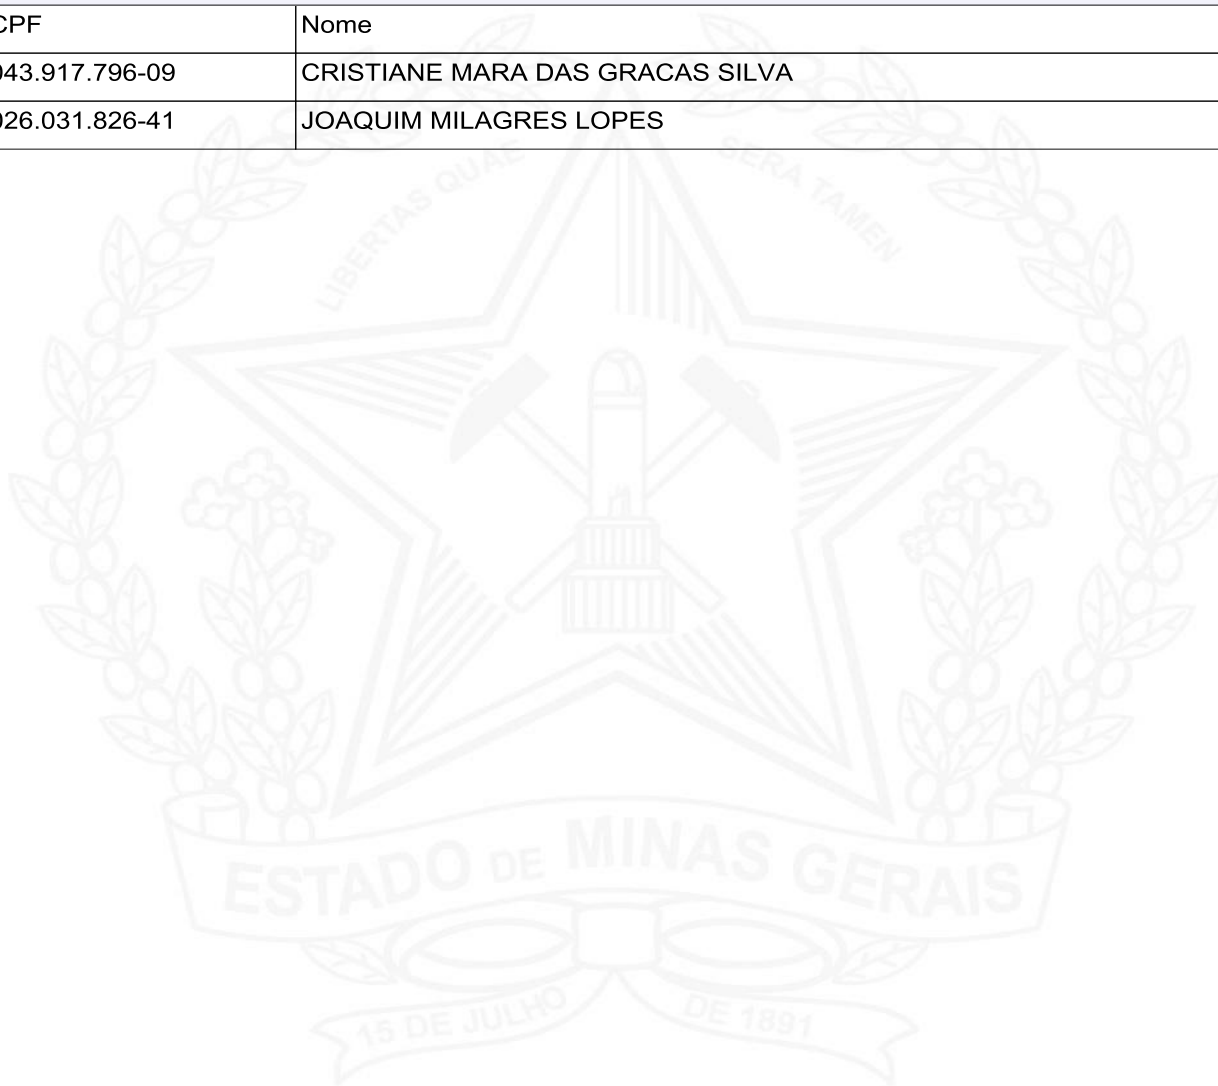 CPF Nome
043.917.796-09 CRISTIANE MARA DAS GRACAS SILVA
026.031.826-41 JOAQUIM MILAGRES LOPES
LIBERTAS QUAE SERA TAMEN
ESTADO DE MINAS GERAIS
15 DE JULHO DE 1891